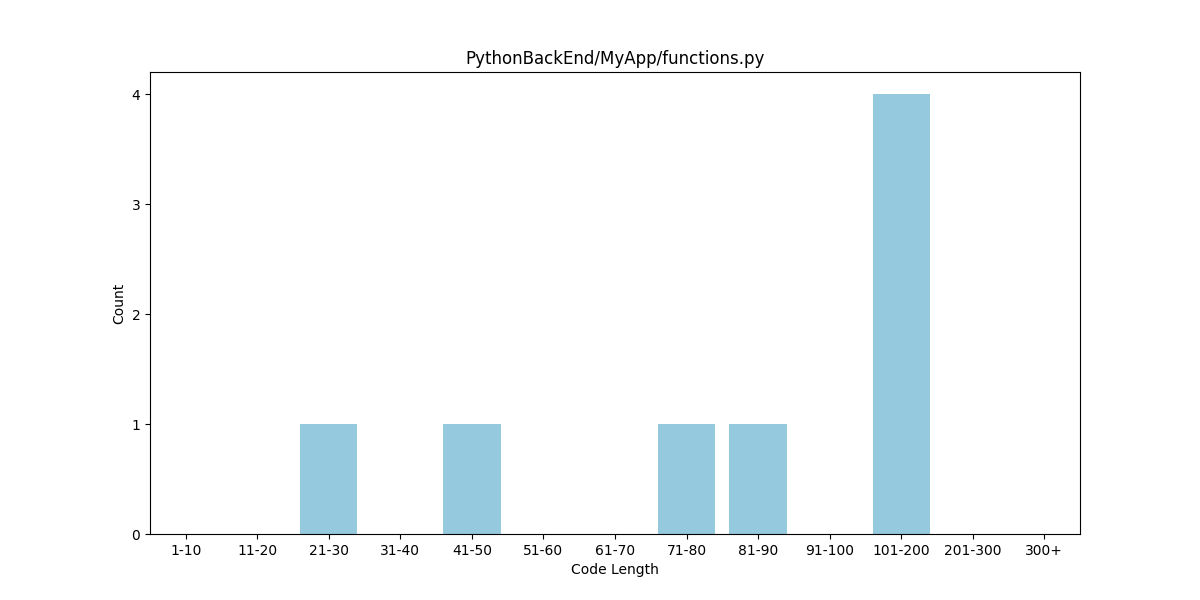 PythonBackEnd/MyApp/functions.py
4
3
2
1
0
Count
1-10 11-20 21-30 31-40 41-50 51-60 61-70 71-80 81-90 91-100 101-200 201-300 300+
Code Length